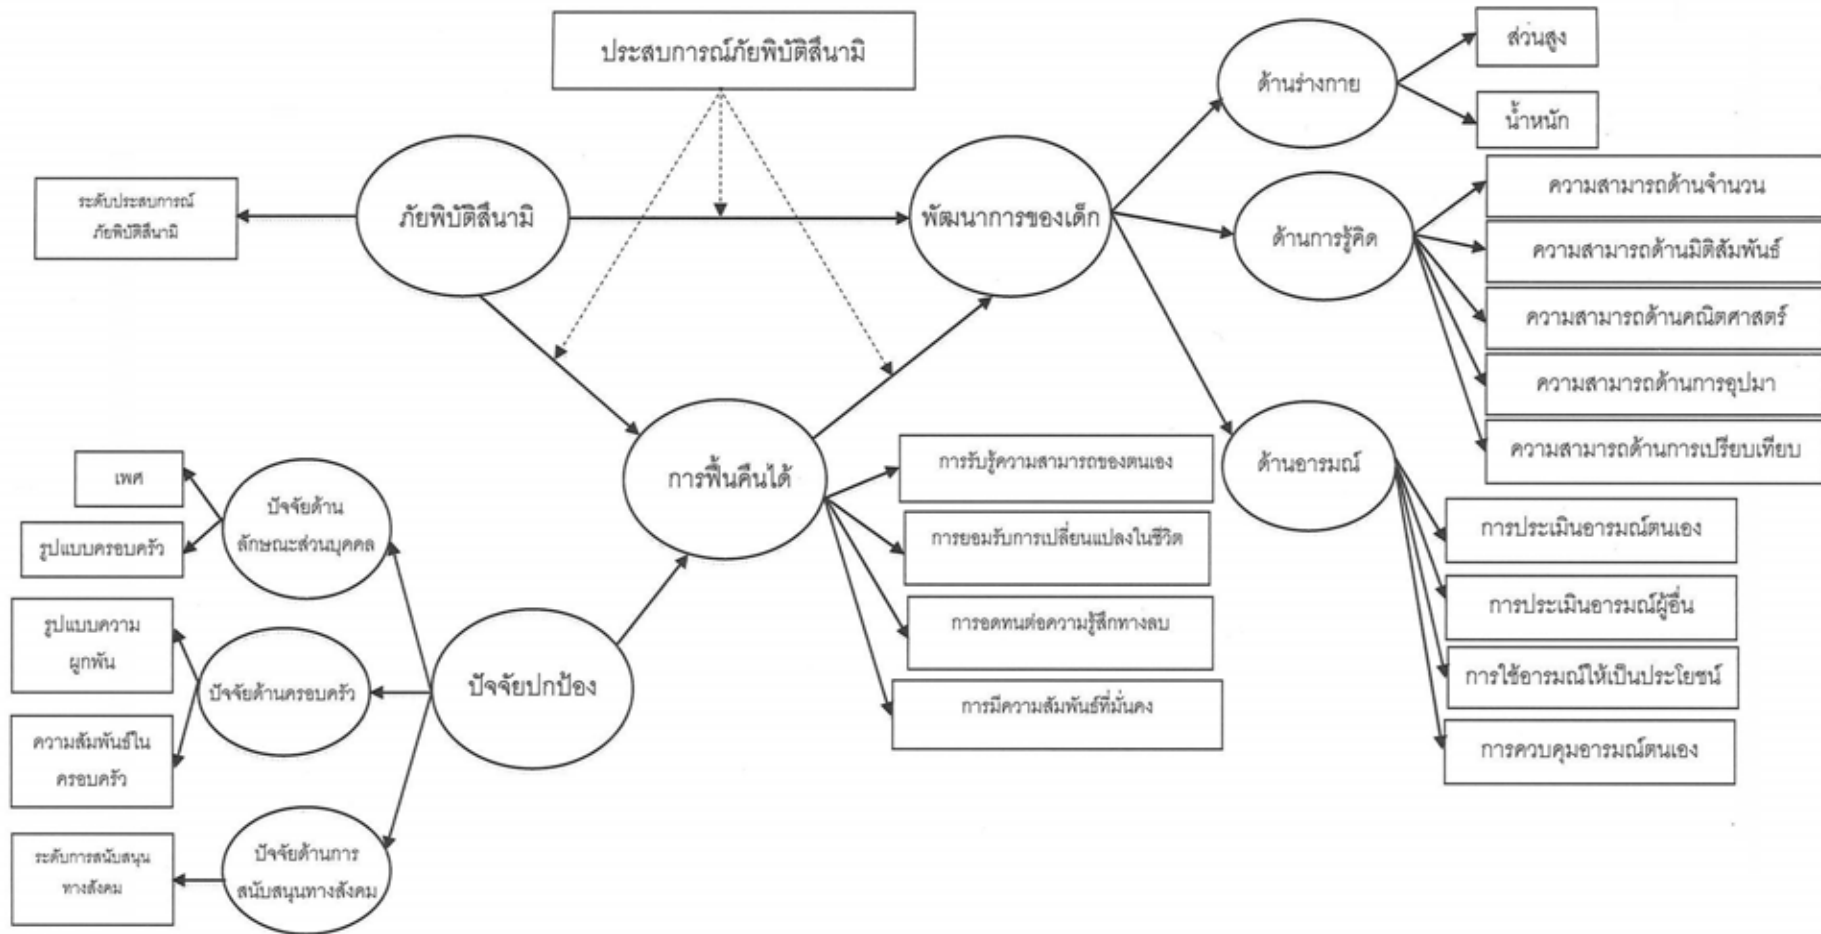 ประสบการณ์ภัยพิบัติสึนามิ
ส่วนสูง
ด้านร่างกาย
น้ำหนัก
ระดับประสบการณ์
ภัยพิบัติสึนามิ
ภัยพิบัติสึนามิ
พัฒนาการของเด็ก
ด้านการรู้คิด
ความสามารถด้านจำนวน
ความสามารถด้านมิติสัมพันธ์
ความสามารถด้านคณิตศาสตร์
ความสามารถด้านการอุปมา
ความสามารถด้านการเปรียบเทียบ
การฟื้นคืนได้
การรับรู้ความสามารถของตนเอง
การยอมรับการเปลี่ยนแปลงในชีวิต
การอดทนต่อความรู้สึกทางลบ
การมีความสัมพันธ์ที่มั่นคง
ด้านอารมณ์
การประเมินอารมณ์ตนเอง
การประเมินอารมณ์ผู้อื่น
การใช้อารมณ์ให้เป็นประโยชน์
การควบคุมอารมณ์ตนเอง
เพศ
รูปแบบครอบครัว
ปัจจัยด้าน
ลักษณะส่วนบุคคล
รูปแบบความ
ผูกพัน
ความสัมพันธ์ใน
ครอบครัว
ปัจจัยด้านครอบครัว
ปัจจัยปกป้อง
ระดับการสนับสนุน
ทางสังคม
ปัจจัยด้านการ
สนับสนุนทางสังคม